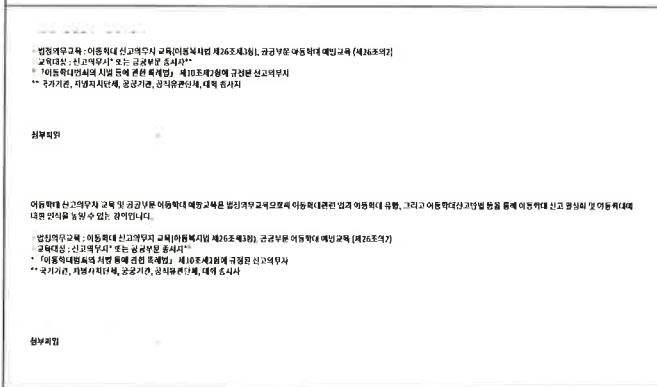 법정의무교육 : 아동학대 신고의무자 교육(아동복지법 제26조제3항), 공공부문 아동학대 예방교육 (제26조의2)
교육대상 : 신고의무자* 또는 공공부문 종사자**
* 「아동학대범죄의 처벌 등에 관한 특례법」 제10조제2항에 규정된 신고의무자
** 국가기관, 지방자치단체, 공공기관, 공직유관단체, 대학 종사자
첨부파일
아동학대 신고의무자 교육 및 공공부문 아동학대 예방교육은 법정의무교육으로써 아동학대관련 법과 아동학대 유형, 그리고 아동학대신고방법 등을 통해 아동학대 신고 활성화 및 아동학대에
대한 인식을 높일 수 있는 강의입니다.
법정의무교육 : 아동학대 신고의무자 교육(아동복지법 제26조제3항), 공공부문 아동학대 예방교육 (제26조의2)
교육대상 : 신고의무자* 또는 공공부문 종사자**
* 「아동학대범죄의 처벌 등에 관한 특례법」 제10조제2항에 규정된 신고의무자
** 국가기관, 지방자치단체, 공공기관, 공직유관단체, 대학 종사자
첨부파일